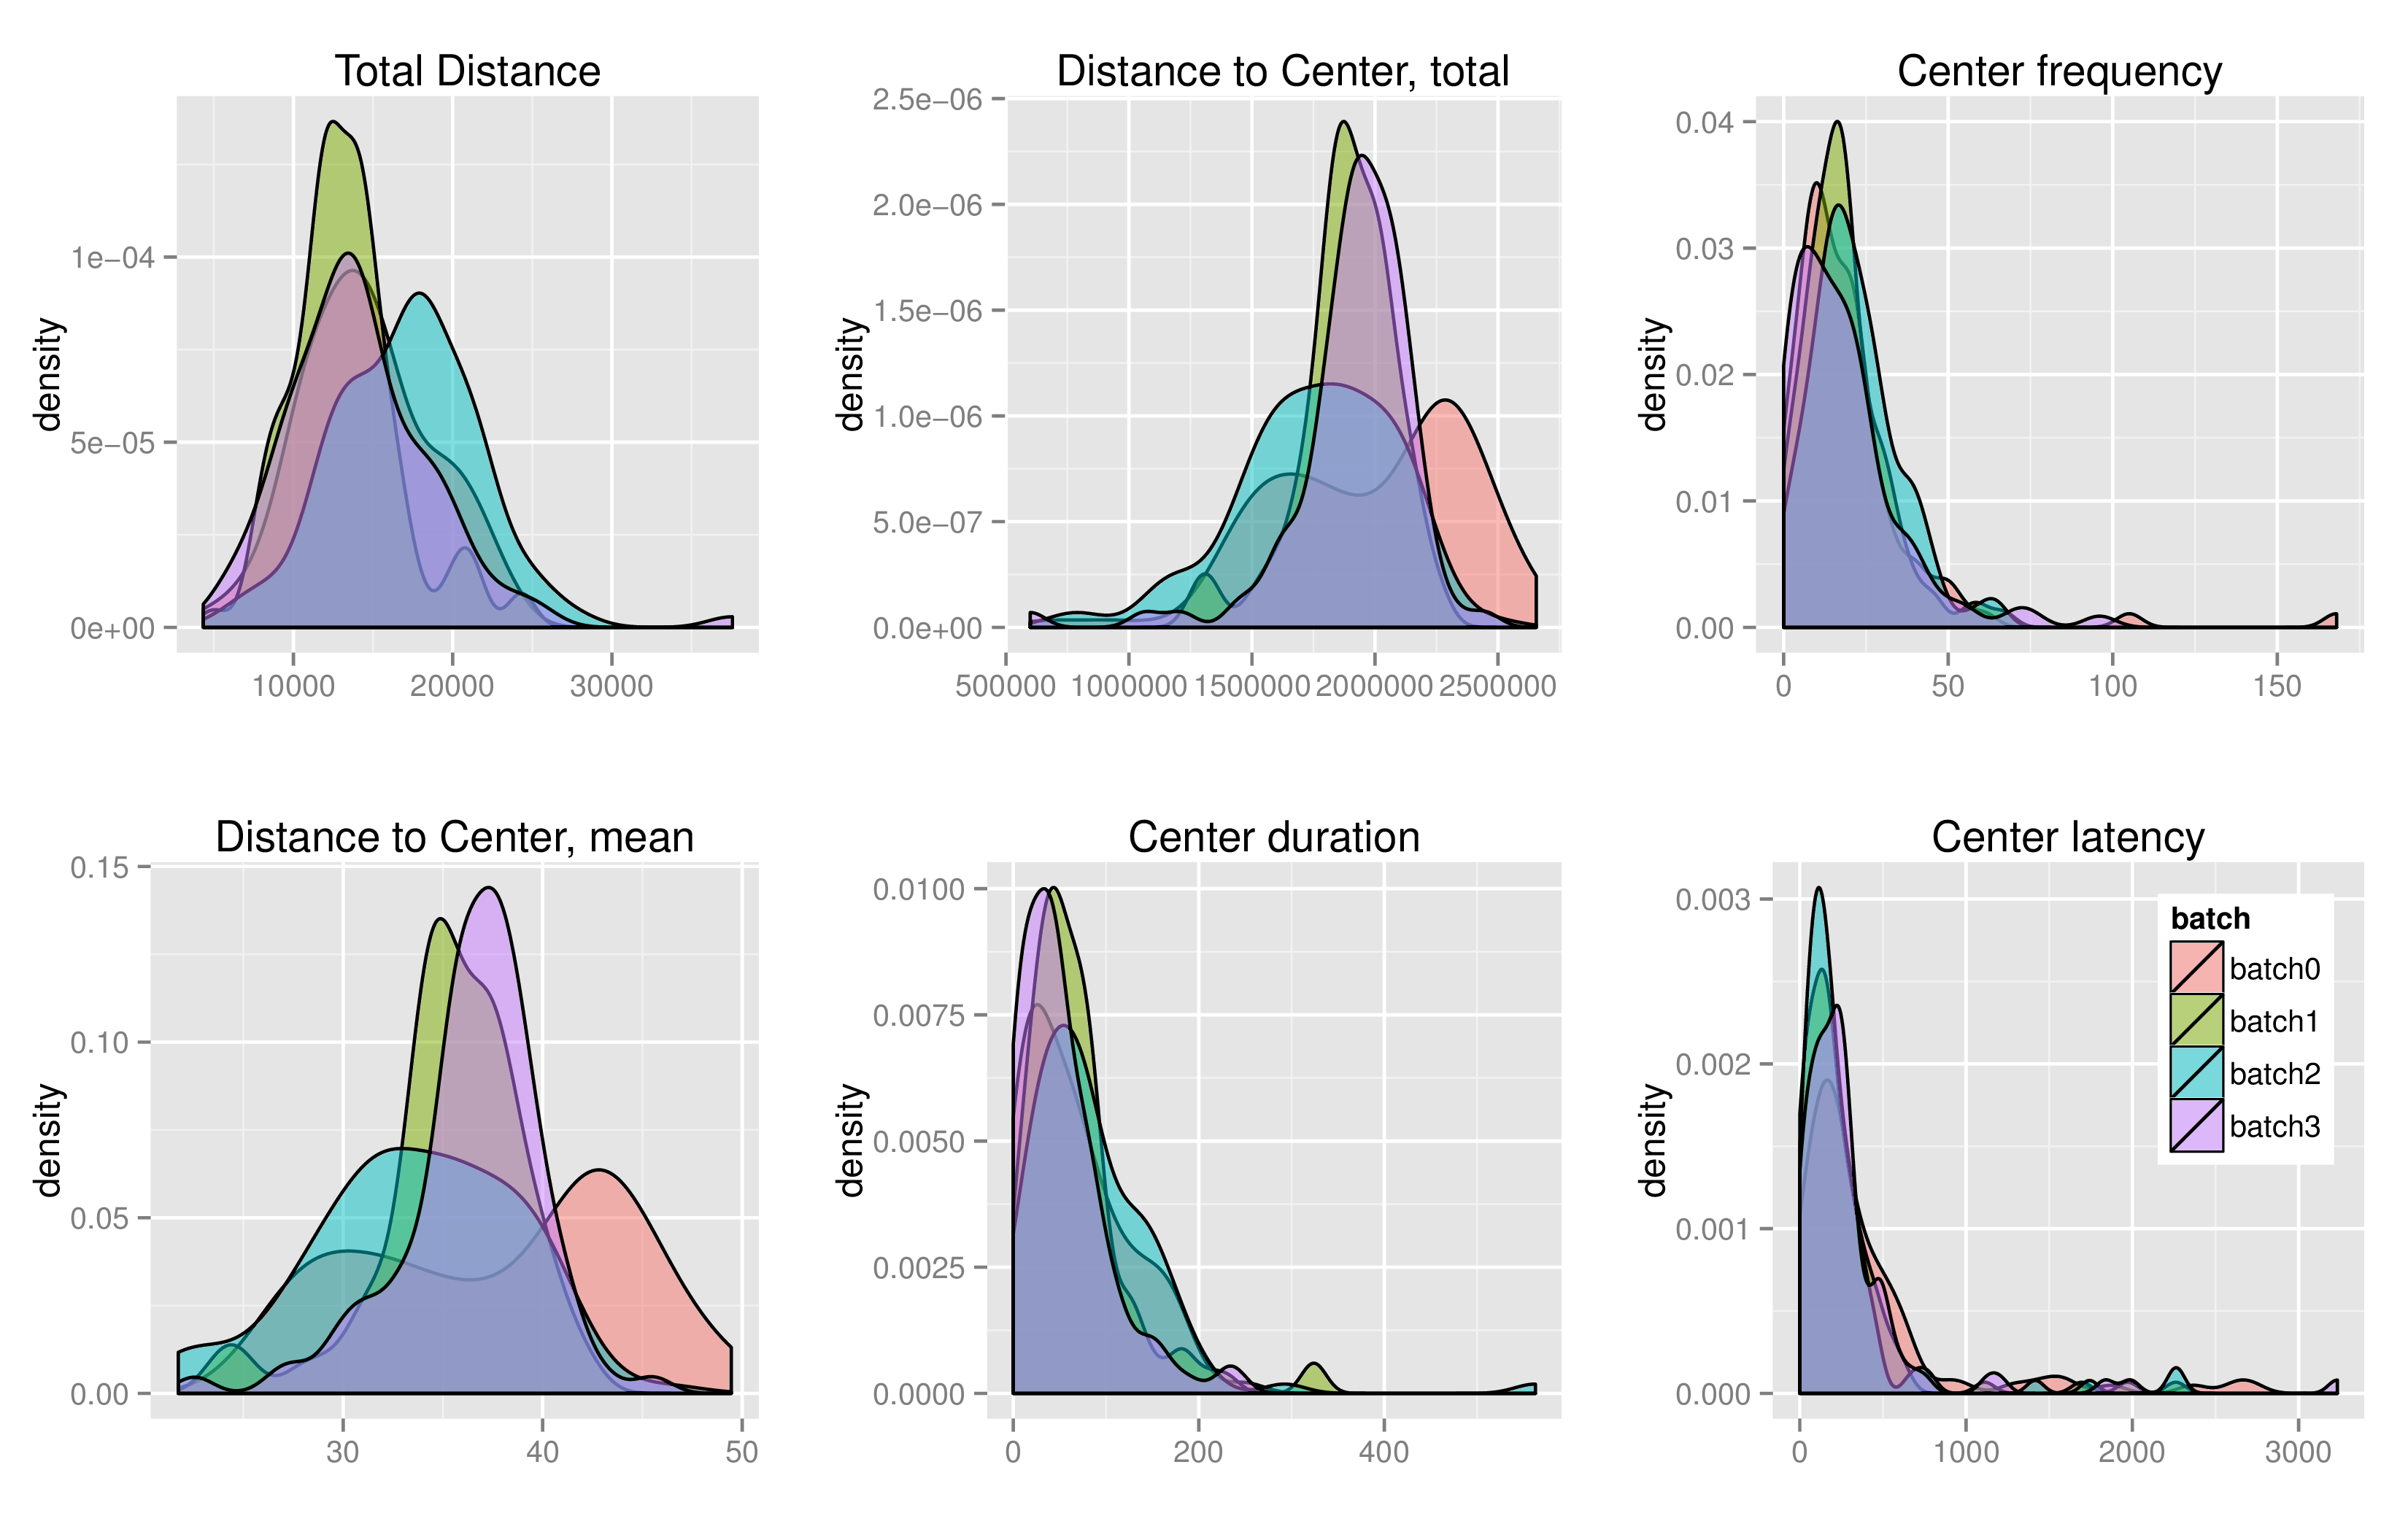 Total Distance
density
1e−04
5e−05
0e+00
10000 20000 30000
Distance to Center, total
density
2.5e−06
2.0e−06
1.5e−06
1.0e−06
5.0e−07
0.0e+00
500000 1000000 1500000 2000000 2500000
Center frequency
density
0.04
0.03
0.02
0.01
0.00
0 50 100 150
Distance to Center, mean
density
0.15
0.10
0.05
0.00
30 40 50
Center duration
density
0.0100
0.0075
0.0050
0.0025
0.0000
0 200 400
Center latency
density
0.003
0.002
0.001
0.000
0 1000 2000 3000
batch
batch0
batch1
batch2
batch3